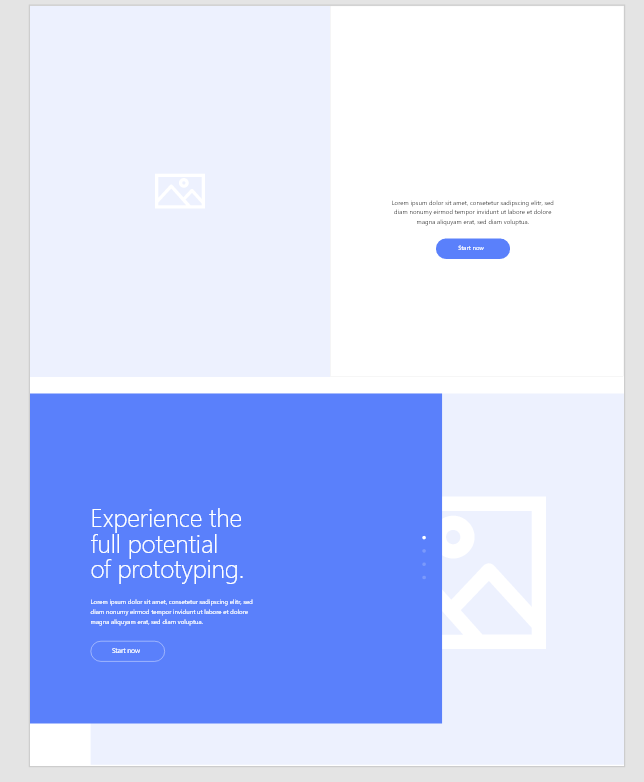 Lorem ipsum dolor sit amet, consetetur sadipscing elitr, sed
diam nonumy eirmod tempor invidunt ut labore et dolore
magna aliquyam erat, sed diam voluptua.
Start now
Experience the
full potential
of prototyping.
Lorem ipsum dolor sit amet, consetetur sadipscing elitr, sed
diam nonumy eirmod tempor invidunt ut labore et dolore
magna aliquyam erat, sed diam voluptua.
Start now